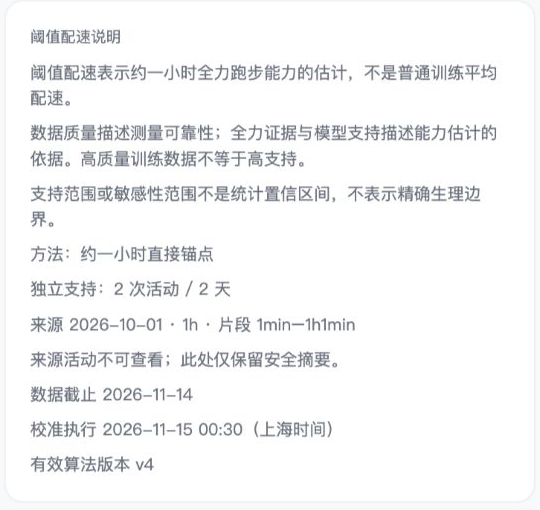 阈值配速说明
阈值配速表示约一小时全力跑步能力的估计，不是普通训练平均
配速。
数据质量描述测量可靠性；全力证据与模型支持描述能力估计的
依据。高质量训练数据不等于高支持。
支持范围或敏感性范围不是统计置信区间，不表示精确生理边
界。
方法：约一小时直接锚点
独立支持：2 次活动 / 2 天
来源 2026-10-01 · 1h · 片段 1min—1h1min
来源活动不可查看；此处仅保留安全摘要。
数据截止 2026-11-14
校准执行 2026-11-15 00:30（上海时间）
有效算法版本 v4